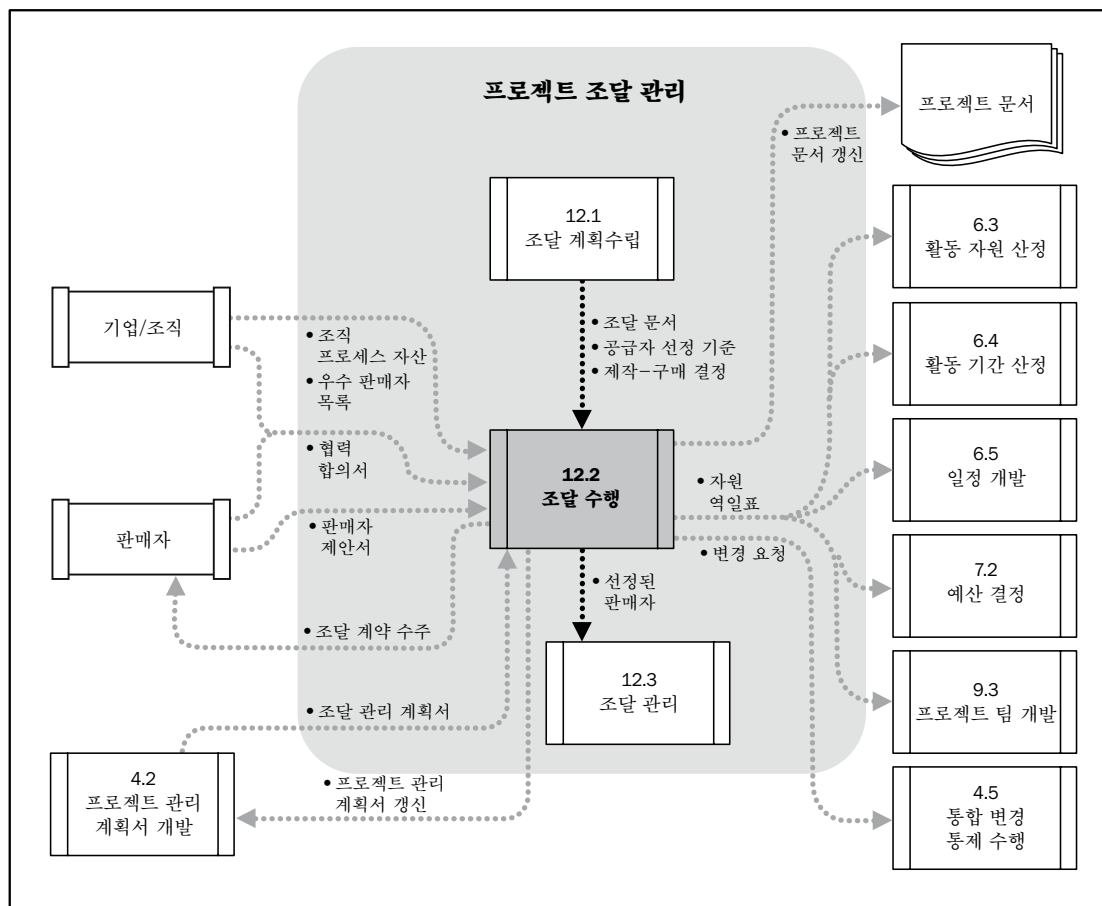 프로젝트 조달 관리
프로젝트 문서
• 프로젝트
문서 갱신
12.1
조달 계획수립
6.3
활동 자원 산정
기업/조직
• 조직
프로세스 자산
• 우수 판매자
목록
• 조달 문서
• 공급자 선정 기준
• 제작–구매 결정
6.4
활동 기간 산정
• 협력
합의서
12.2
조달 수행
• 자원
역일표
6.5
일정 개발
판매자
• 판매자
제안서
• 변경 요청
• 선정된
판매자
7.2
예산 결정
• 조달 계약 수주
12.3
조달 관리
9.3
프로젝트 팀 개발
• 조달 관리 계획서
4.2
프로젝트 관리
계획서 개발
• 프로젝트 관리
계획서 갱신
4.5
통합 변경
통제 수행